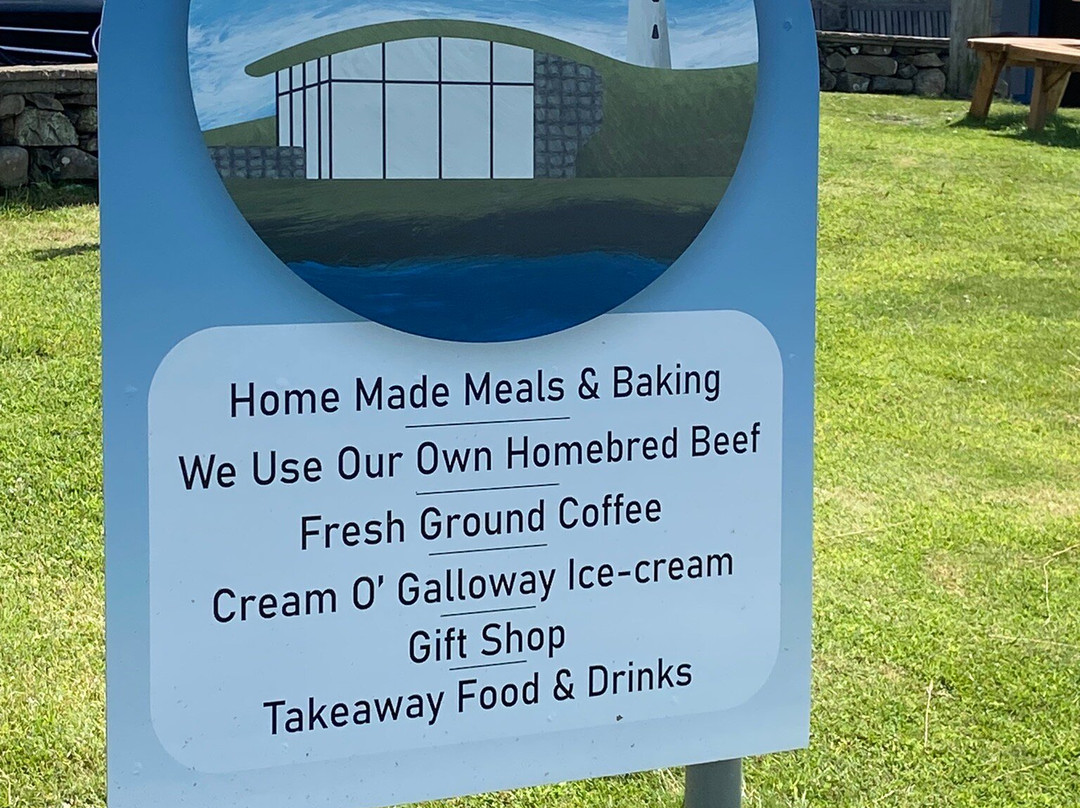 Home Made Meals & Baking
We Use Our Own Homebred Beef
Fresh Ground Coffee
Cream O' Galloway Ice-cream
Gift Shop
Takeaway Food & Drinks